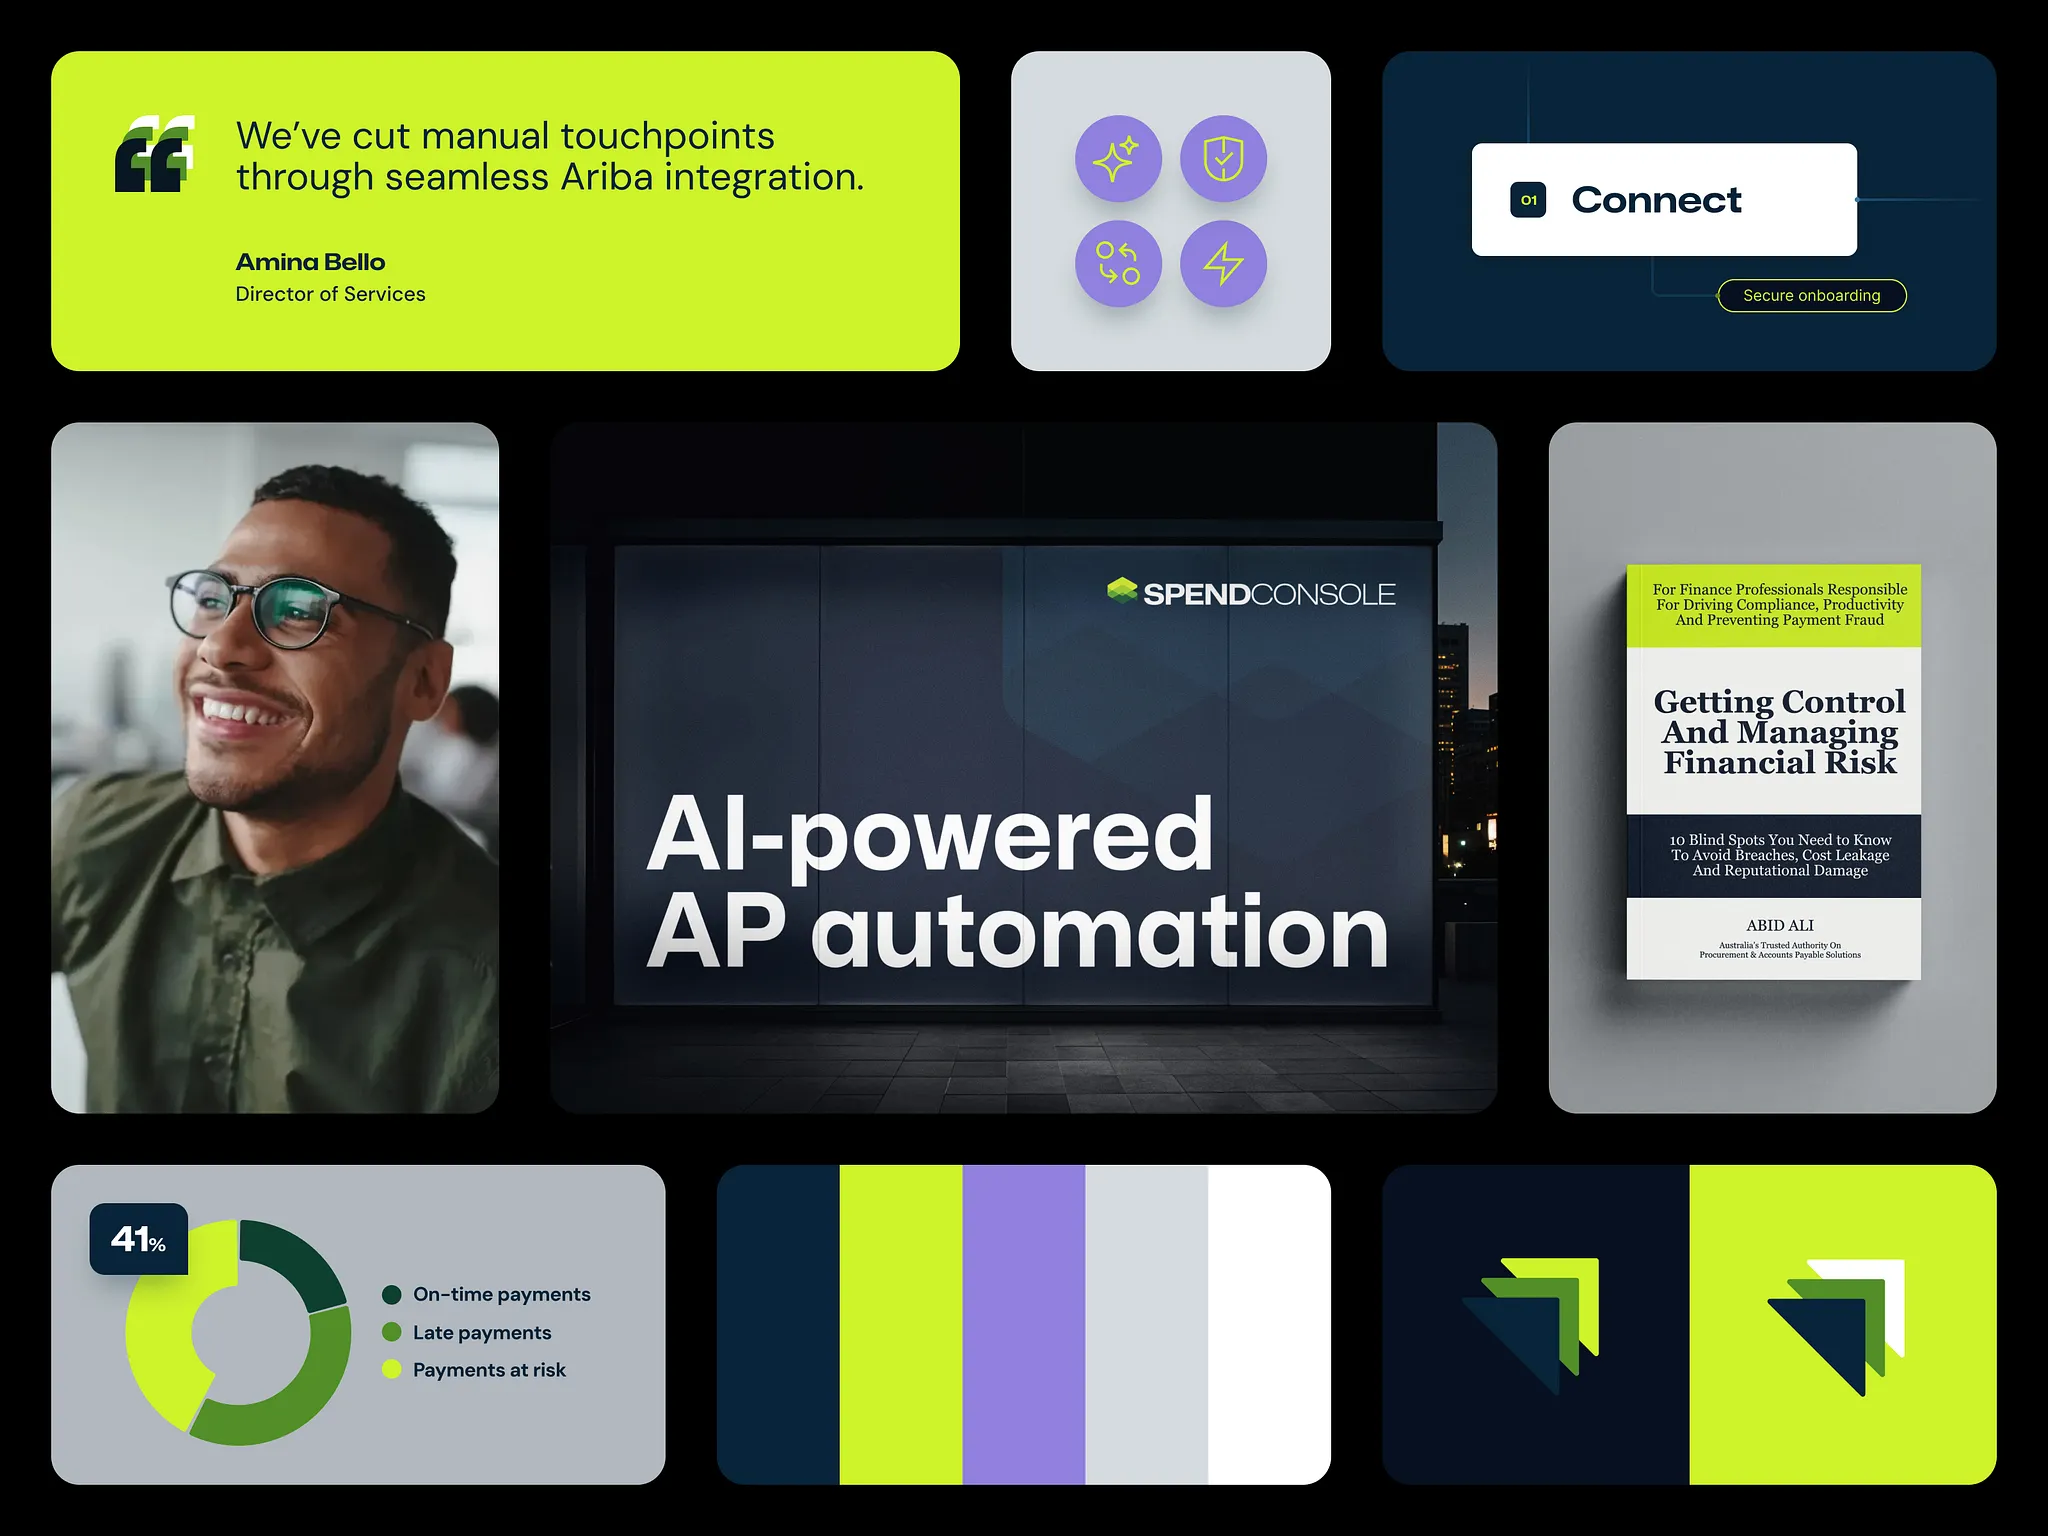 We've cut manual touchpoints
through seamless Ariba integration.
Amina Bello
Director of Services
01 Connect
Secure onboarding
SPENDCONSOLE
AI-powered
AP automation
For Finance Professionals Responsible
For Driving Compliance, Productivity
And Preventing Payment Fraud
Getting Control
And Managing
Financial Risk
10 Blind Spots You Need to Know
To Avoid Breaches, Cost Leakage
And Reputational Damage
ABID ALI
Australia's Trusted Authority On
Procurement & Accounts Payable Solutions
41%
On-time payments
Late payments
Payments at risk